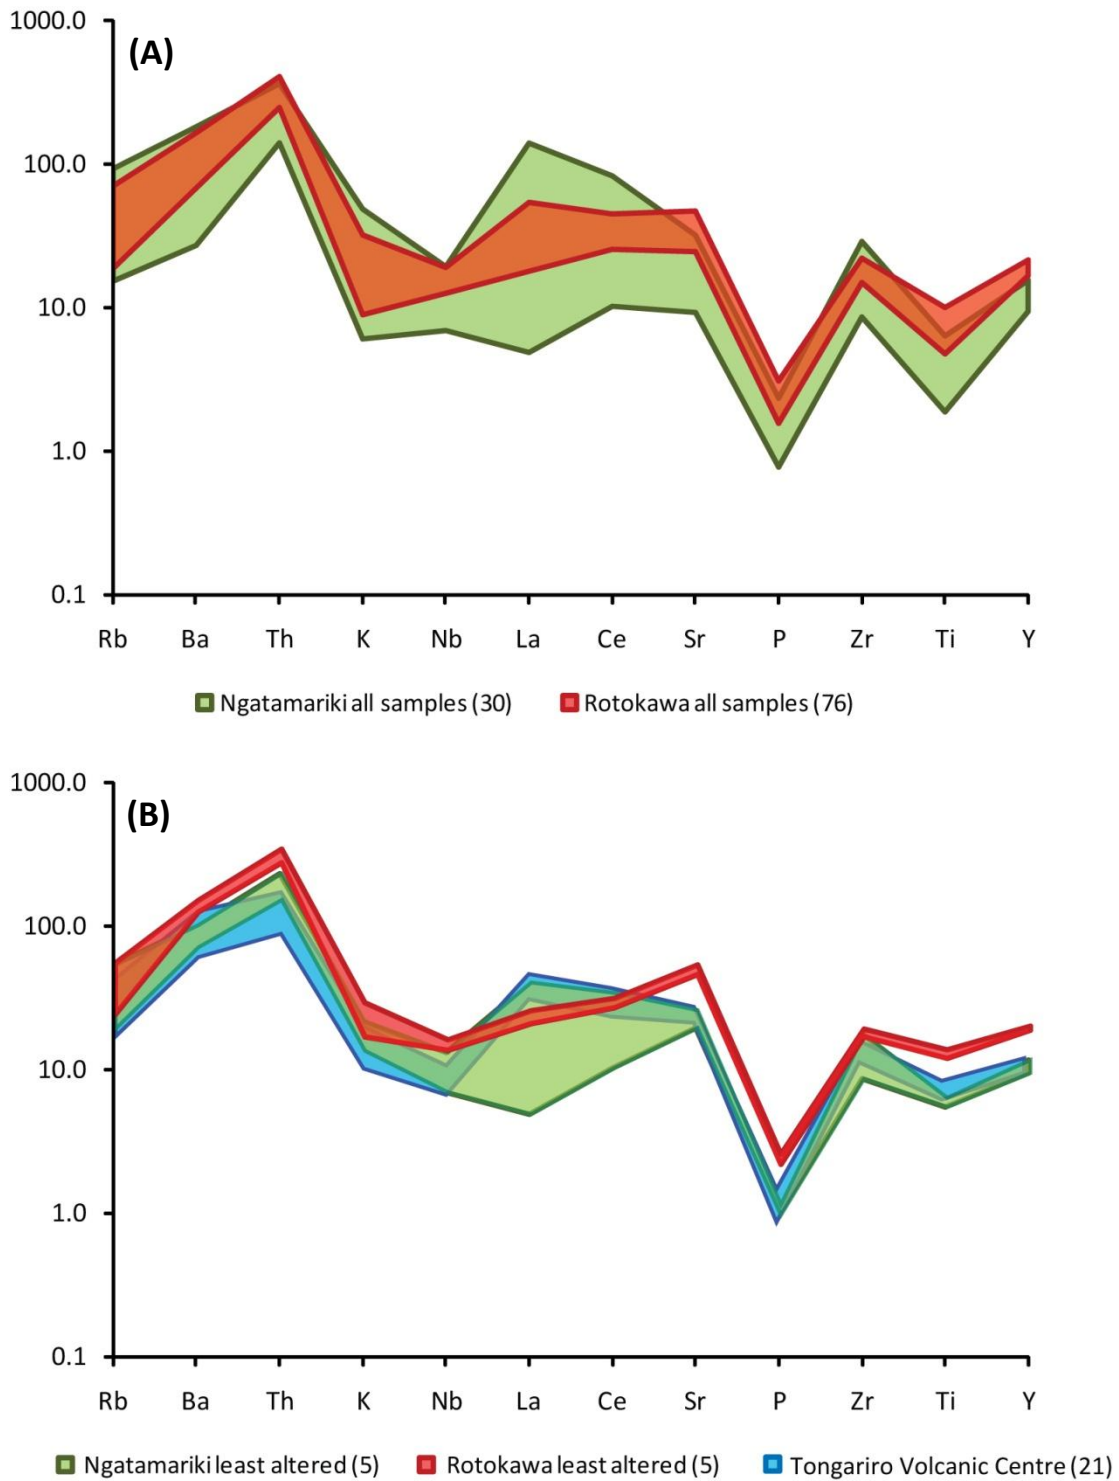 (A)
1000.0
100.0
10.0
1.0
0.1
Rb Ba Th K Nb La Ce Sr P Zr Ti Y
Ngatamariki all samples (30) Rotokawa all samples (76)
(B)
1000.0
100.0
10.0
1.0
0.1
Rb Ba Th K Nb La Ce Sr P Zr Ti Y
Ngatamariki least altered (5) Rotokawa least altered (5) Tongariro Volcanic Centre (21)